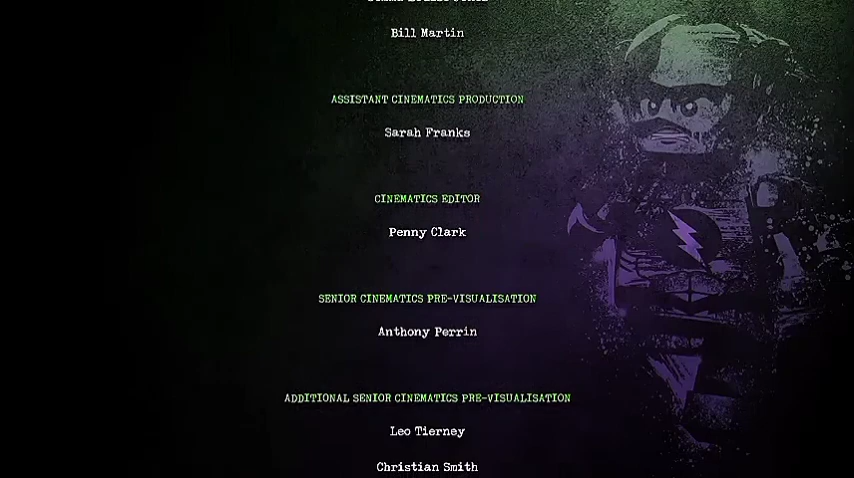 Bill Martin
ASSISTANT CINEMATICS PRODUCTION
Sarah Franks
CINEMATICS EDITOR
Penny Clark
SENIOR CINEMATICS PRE-VISUALISATION
Anthony Perrin
ADDITIONAL SENIOR CINEMATICS PRE-VISUALISATION
Leo Tierney
Christian Smith